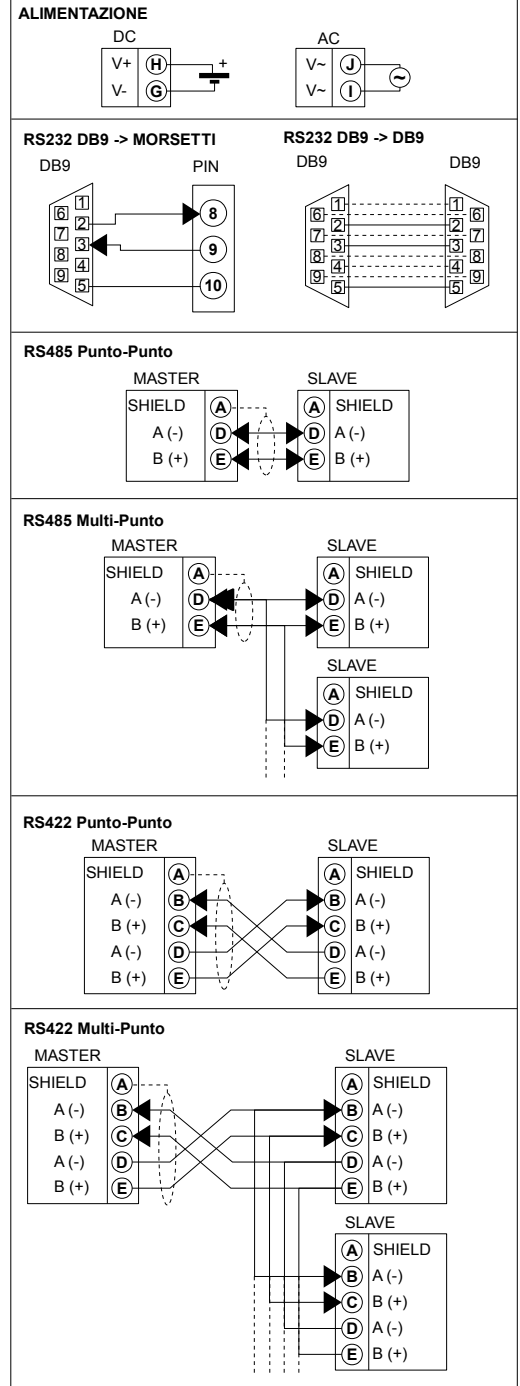 ALIMENTAZIONE
DC AC
V+ H + V~ J
V- G V~ I ~
RS232 DB9 -> MORSETTI RS232 DB9 -> DB9
DB9 PIN DB9 DB9
1 1 1
6 6 6
2 8 2 2
7 7 7
3 9 3 3
8 8 8
4 4 4
9 9 9
5 10 5 5
RS485 Punto-Punto
MASTER SLAVE
SHIELD A A SHIELD
A (-) D D A (-)
B (+) E E B (+)
RS485 Multi-Punto
MASTER SLAVE
SHIELD A A SHIELD
A (-) D D A (-)
B (+) E E B (+)
SLAVE
A SHIELD
D A (-)
E B (+)
RS422 Punto-Punto
MASTER SLAVE
SHIELD A A SHIELD
A (-) B B A (-)
B (+) C C B (+)
A (-) D D A (-)
B (+) E E B (+)
RS422 Multi-Punto
MASTER SLAVE
SHIELD A A SHIELD
A (-) B B A (-)
B (+) C C B (+)
A (-) D D A (-)
B (+) E E B (+)
SLAVE
A SHIELD
B A (-)
C B (+)
D A (-)
E B (+)